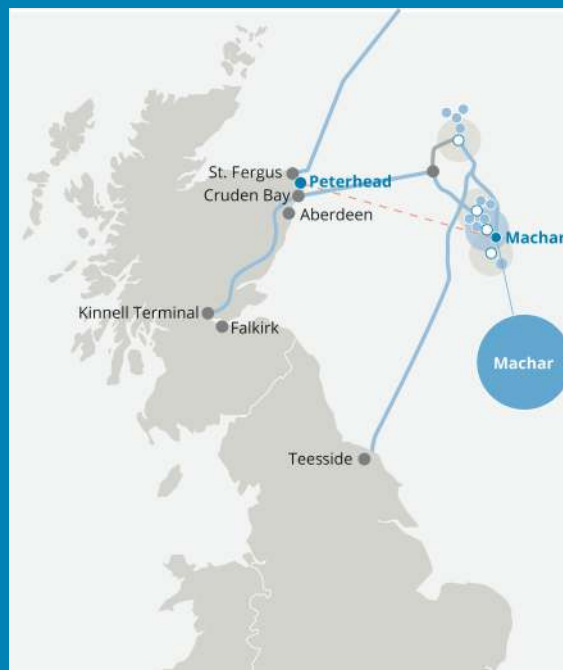 St. Fergus
Peterhead
Cruden Bay
Aberdeen
Machar
Kinnell Terminal
Falkirk
Machar
Teesside